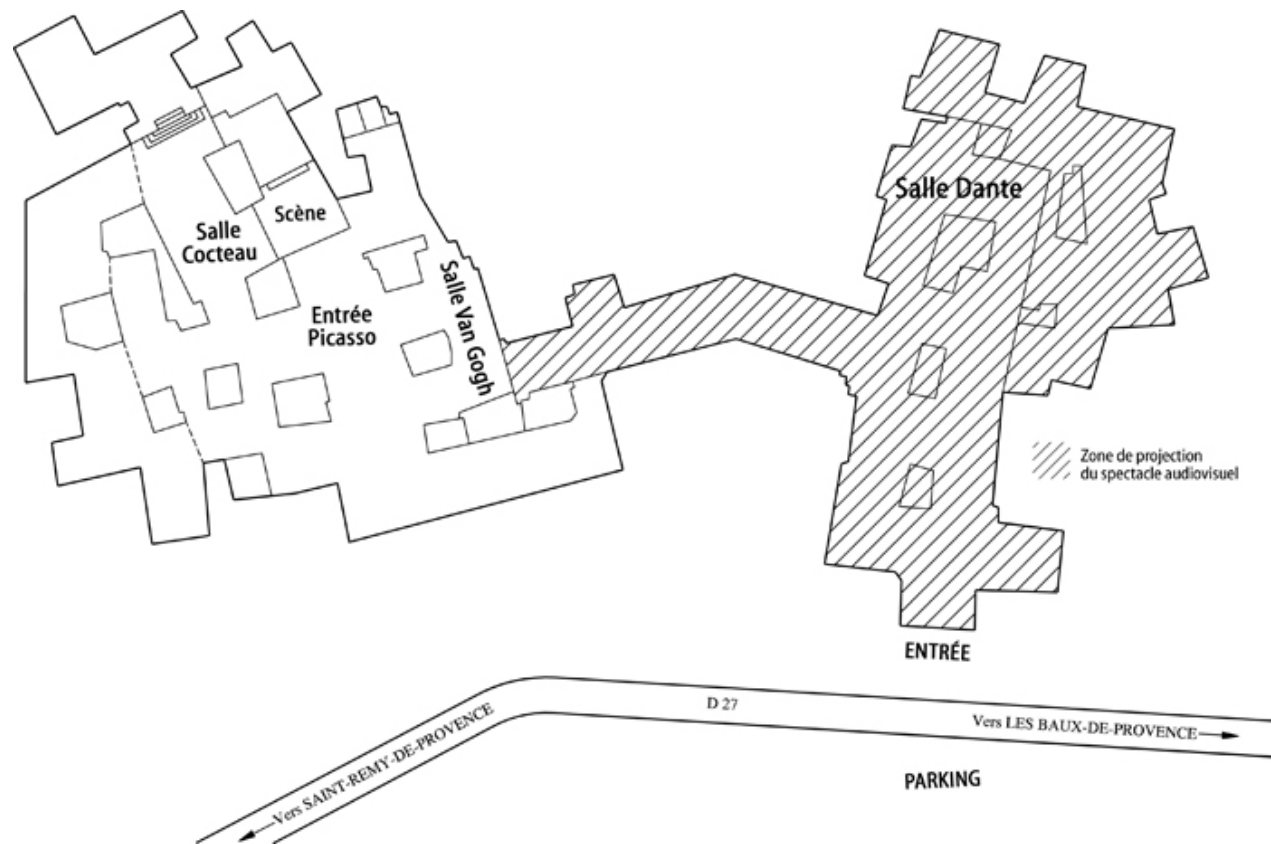 Salle Dante
Salle
Cocteau
Scène
Entrée
Picasso
Salle Van Gogh
Zone de projection
du spectacle audiovisuel
ENTRÉE
D 27
Vers SAINT-REMY-DE-PROVENCE
Vers LES BAUX-DE-PROVENCE
PARKING